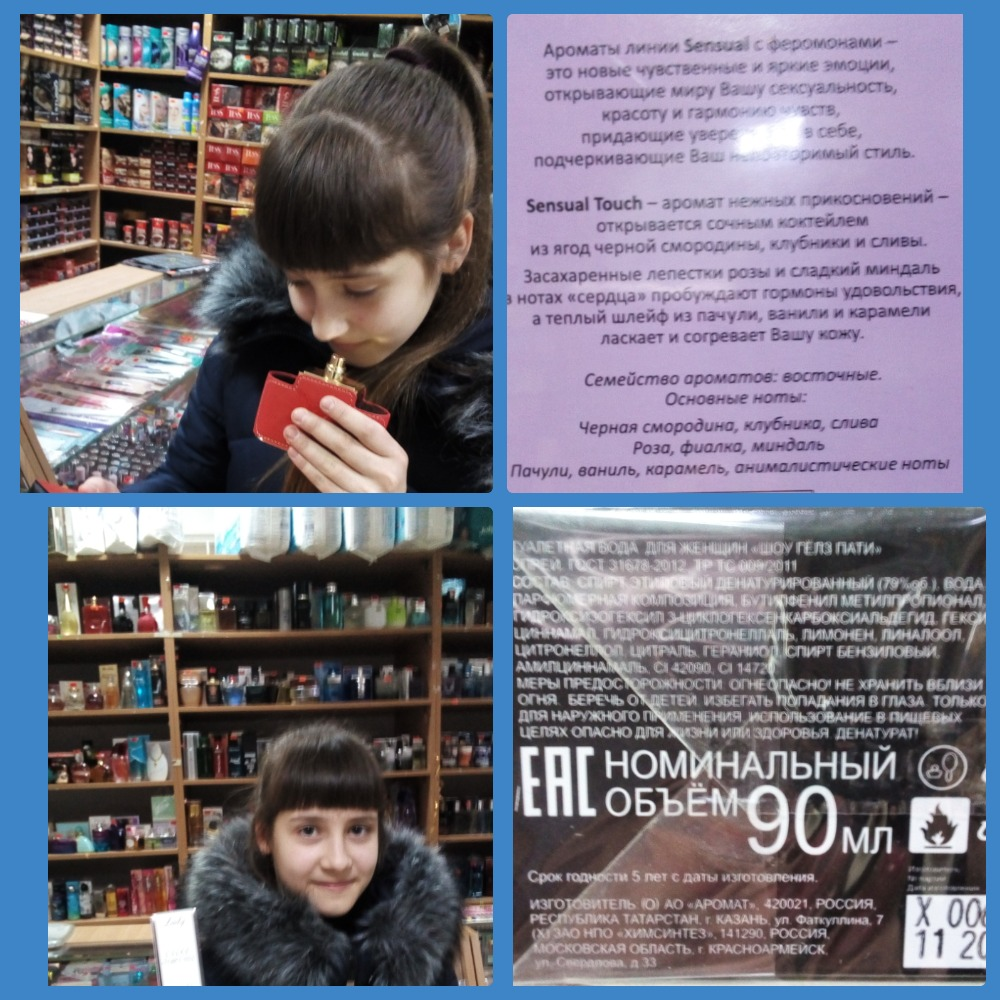 Ароматы линии Sensual с феромонами –
это новые чувственные и яркие эмоции,
открывающие миру Вашу сексуальность,
красоту и гармонию чувств,
придающие в себе,
подчеркивающие Ваш неповторимый стиль.
Sensual Touch – аромат нежных прикосновений –
открывается сочным коктейлем
из ягод черной смородины, клубники и сливы.
Засахаренные лепестки розы и сладкий миндаль
в нотах «сердца» пробуждают гормоны удовольствия,
а теплый шлейф из пачули, ванили и карамели
ласкает и согревает Вашу кожу.
Семейство ароматов: восточные.
Основные ноты:
Черная смородина, клубника, слива
Роза, фиалка, миндаль
Пачули, ваниль, карамель, анималистические ноты
УАЛЕТНАЯ ВОДА ДЛЯ ЖЕНЩИН «ШОУ ГЁЛЗ ПАТИ»
СПРЕЙ. ГОСТ 31678-2012, ТР ТС 009/2011
СОСТАВ: СПИРТ ЭТИЛОВЫЙ ДЕНАТУРИРОВАННЫЙ (79%об.), ВОДА
ПАРФЮМЕРНАЯ КОМПОЗИЦИЯ, БУТИЛФЕНИЛ МЕТИЛПРОПИОНАЛ,
ГИДРОКСИЗОГЕКСИЛ 3-ЦИКЛОГЕКСЕНКАРБОКСИАЛЬДЕГИД, ГЕКСИ
ЦИННАМАЛ, ГИДРОКСИЦИТРОНЕЛЛАЛЬ, ЛИМОНЕН, ЛИНАЛООЛ,
ЦИТРОНЕЛЛОЛ, ЦИТРАЛЬ, ГЕРАНИОЛ, СПИРТ БЕНЗИЛОВЫЙ,
АМИЛЦИННАМАЛЬ, CI 42090, CI 14720
МЕРЫ ПРЕДОСТОРОЖНОСТИ: ОГНЕОПАСНО! НЕ ХРАНИТЬ ВБЛИЗИ
ОГНЯ. БЕРЕЧЬ ОТ ДЕТЕЙ. ИЗБЕГАТЬ ПОПАДАНИЯ В ГЛАЗА. ТОЛЬКО
ДЛЯ НАРУЖНОГО ПРИМЕНЕНИЯ. ИСПОЛЬЗОВАНИЕ В ПИЩЕВЫХ
ЦЕЛЯХ ОПАСНО ДЛЯ ЖИЗНИ ИЛИ ЗДОРОВЬЯ. ДЕНАТУРАТ!
EAC НОМИНАЛЬНЫЙ
ОБЪЁМ 90 мл
Срок годности 5 лет с даты изготовления.
Изготовитель,
№ партии
Дата изготовления
ИЗГОТОВИТЕЛЬ: (О) АО «АРОМАТ», 420021, РОССИЯ,
РЕСПУБЛИКА ТАТАРСТАН, г. КАЗАНЬ, ул. Фаткуллина, 7
(Х) ЗАО НПО «ХИМСИНТЕЗ», 141290, РОССИЯ,
МОСКОВСКАЯ ОБЛАСТЬ, г. КРАСНОАРМЕЙСК,
ул. Свердлова, д.33
X 00
11 20